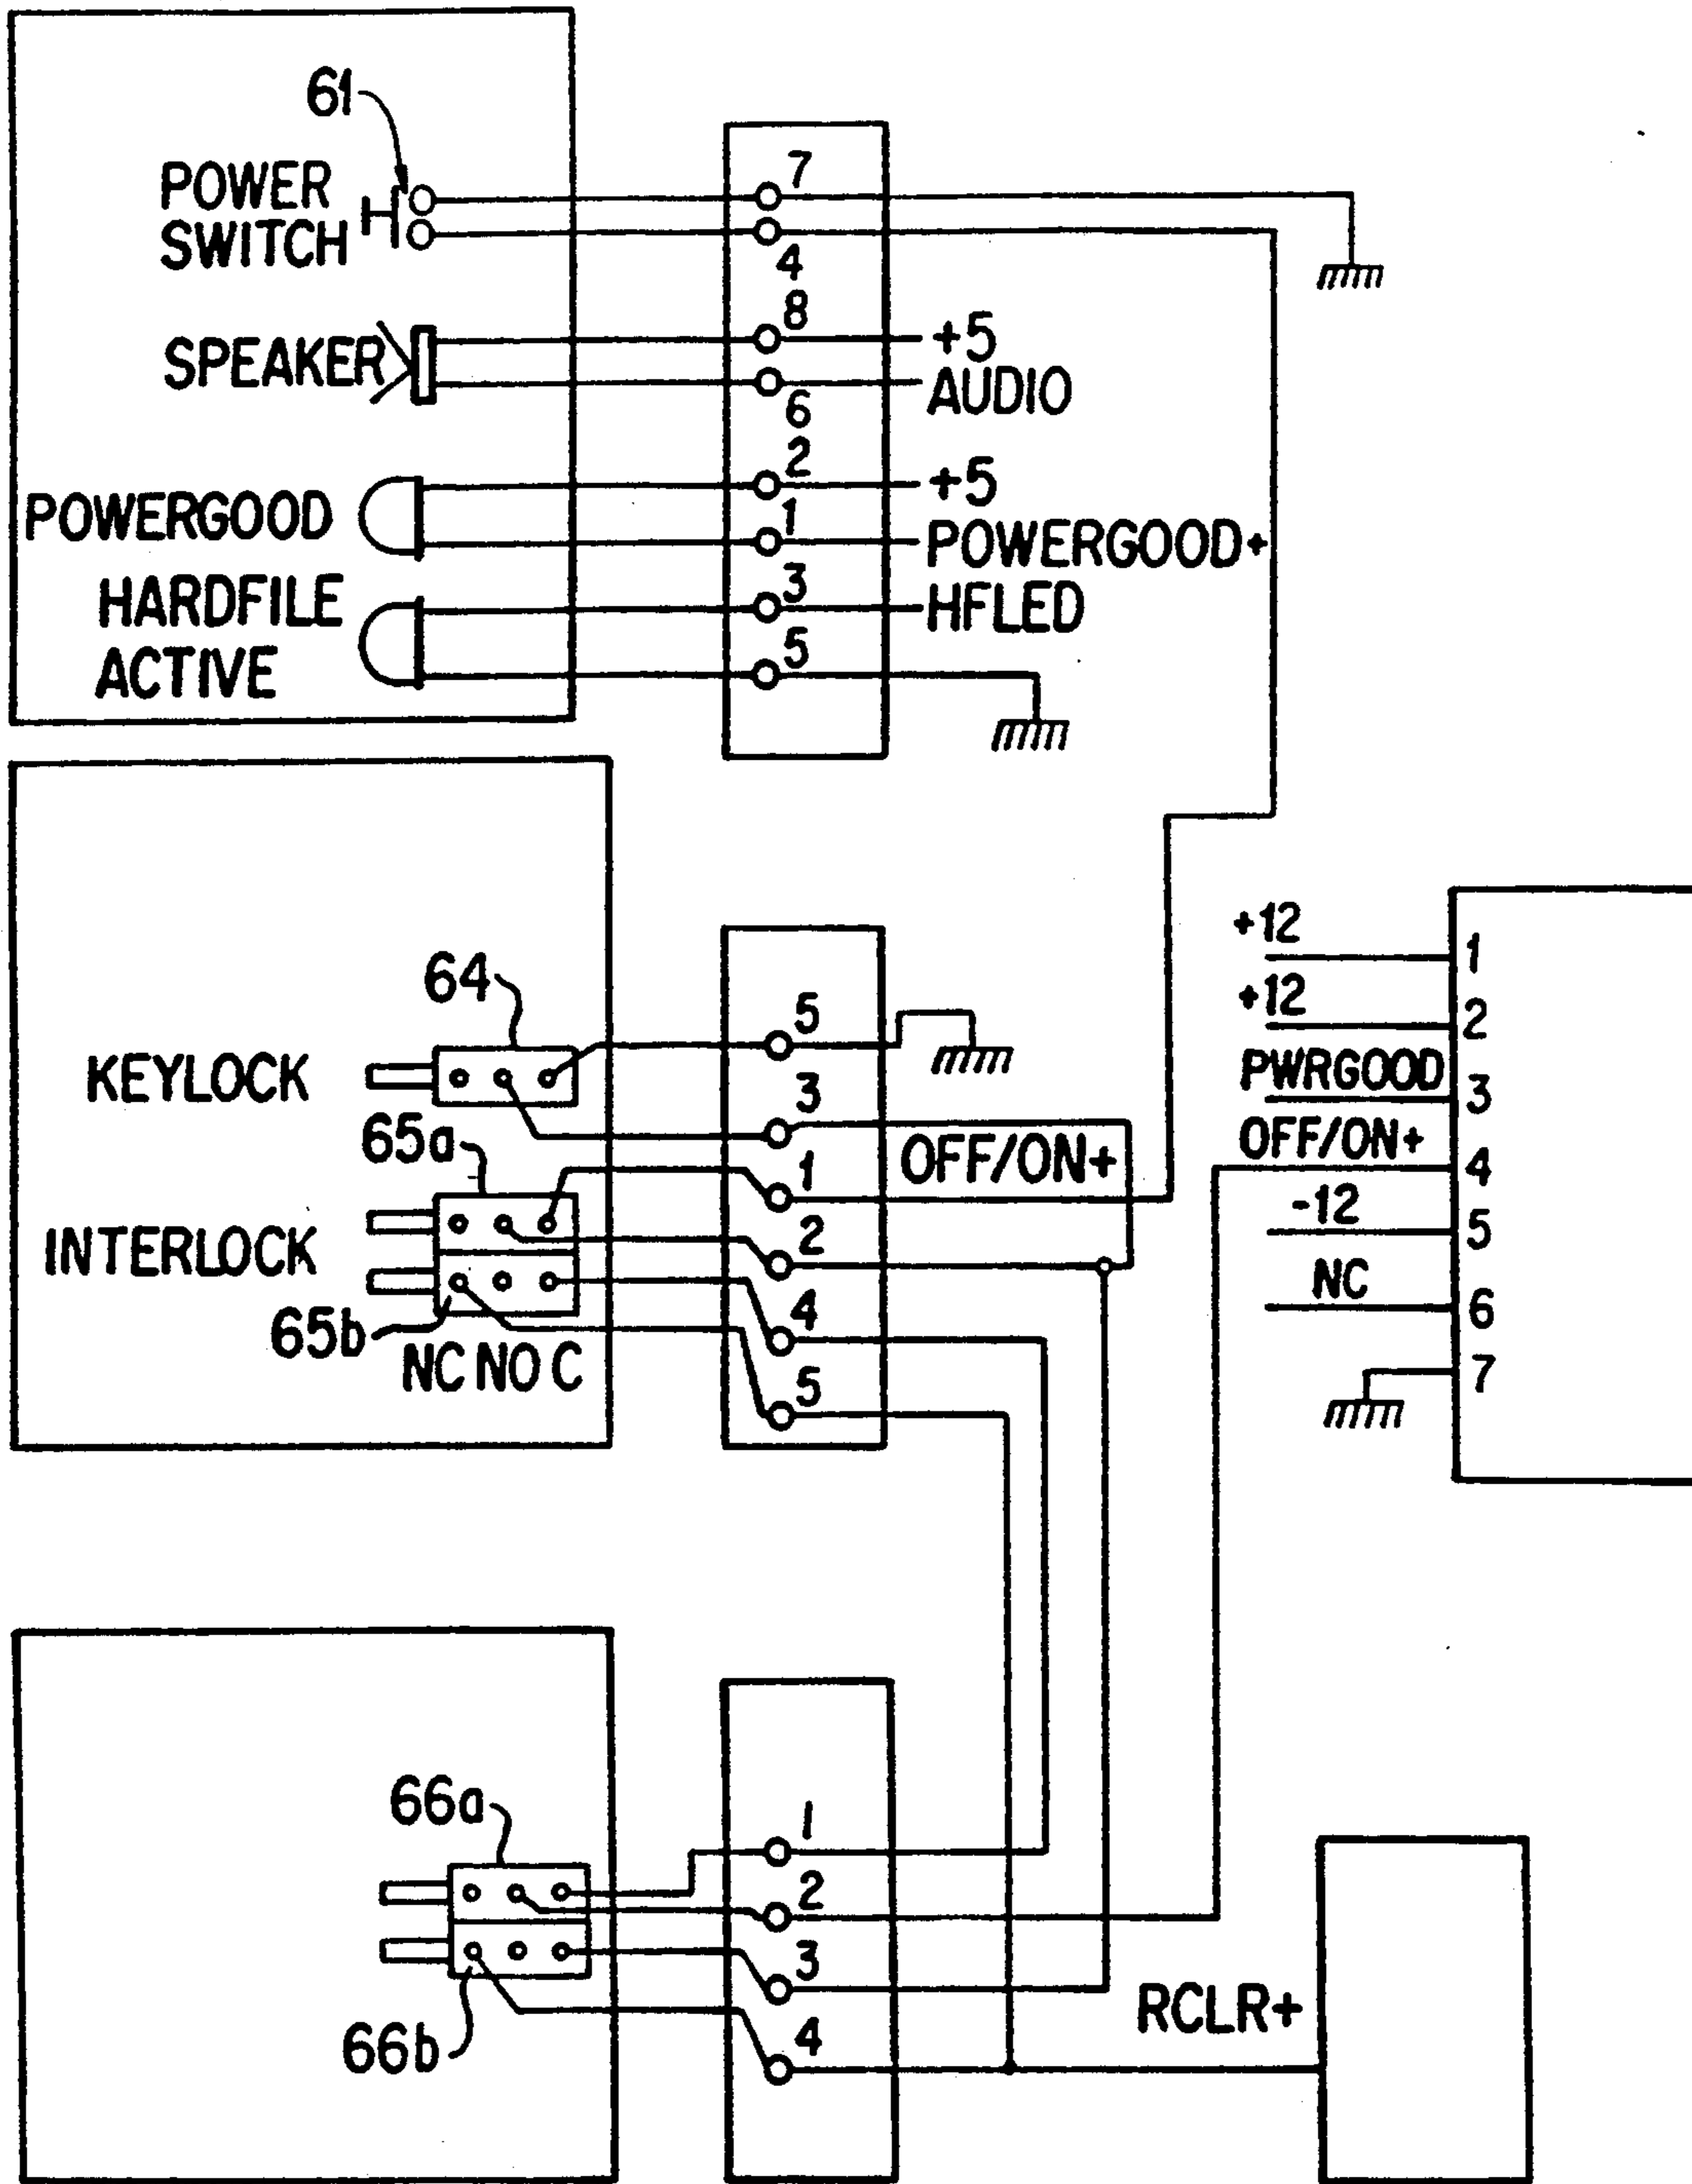 61
POWER
SWITCH
7
4
SPEAKER
8
6
+5
AUDIO
POWERGOOD
2
1
+5
POWERGOOD+
HARDFILE
ACTIVE
3
5
HFLED
KEYLOCK
64
5
3
OFF/ON+
INTERLOCK
65a
65b
NC NO C
1
2
4
5
+12
1
+12
2
PWRGOOD
3
OFF/ON+
4
-12
5
NC
6
7
66a
66b
1
2
3
4
RCLR+